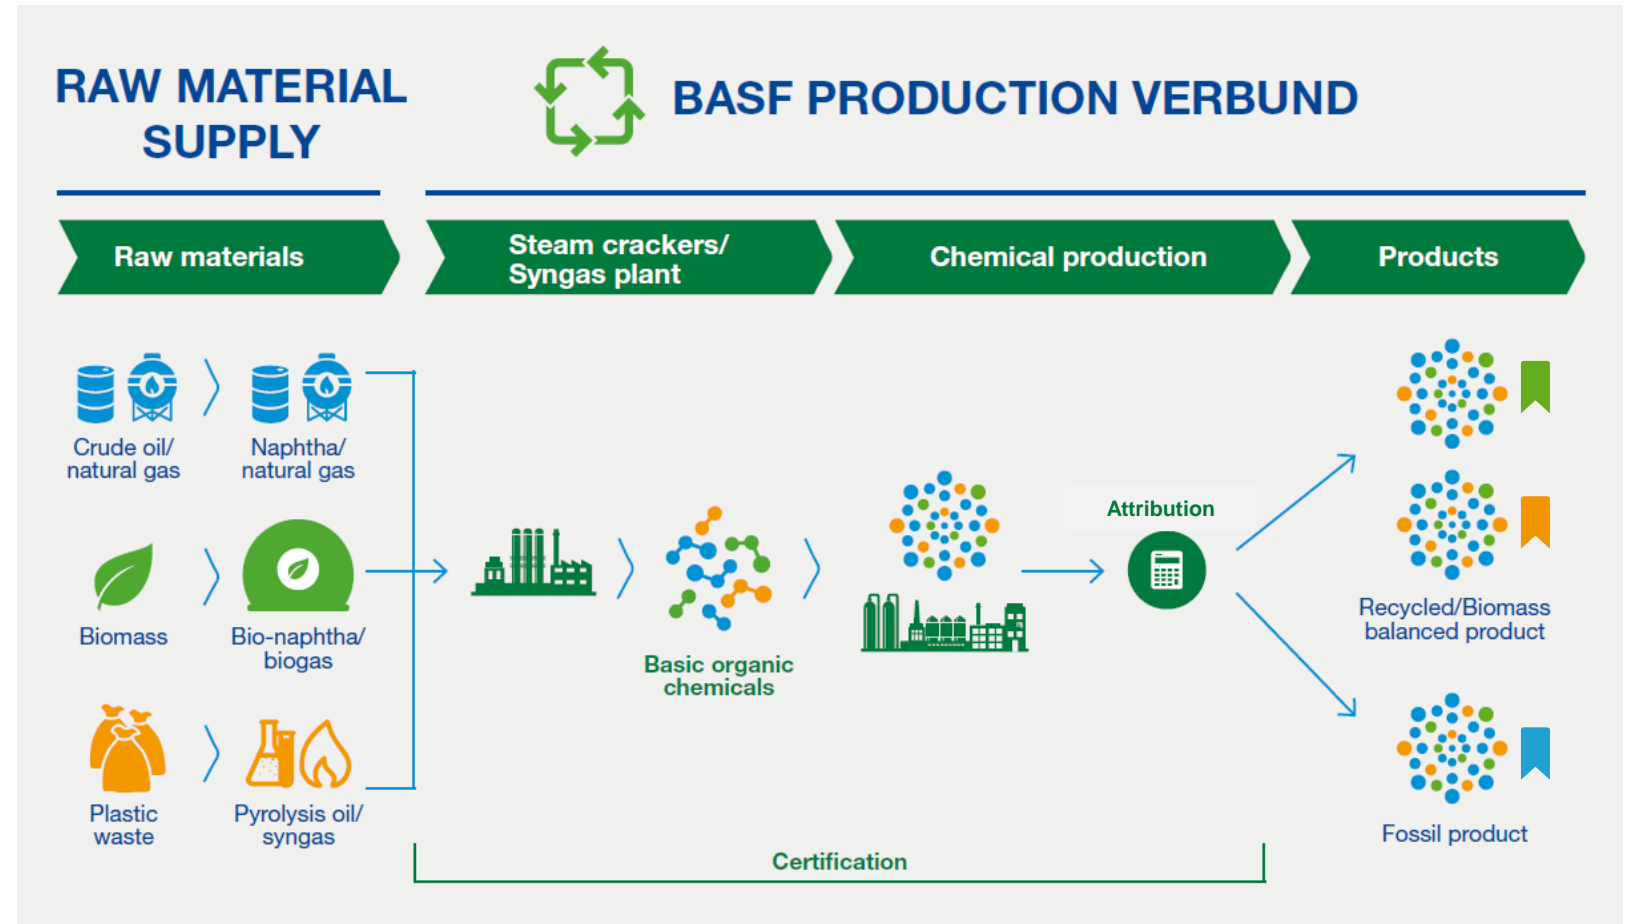 RAW MATERIAL
SUPPLY
BASF PRODUCTION VERBUND
Raw materials
Steam crackers/
Syngas plant
Chemical production
Products
Crude oil/
natural gas
Naphtha/
natural gas
Biomass
Bio-naphtha/
biogas
Plastic
waste
Pyrolysis oil/
syngas
Basic organic
chemicals
Attribution
Recycled/Biomass
balanced product
Fossil product
Certification